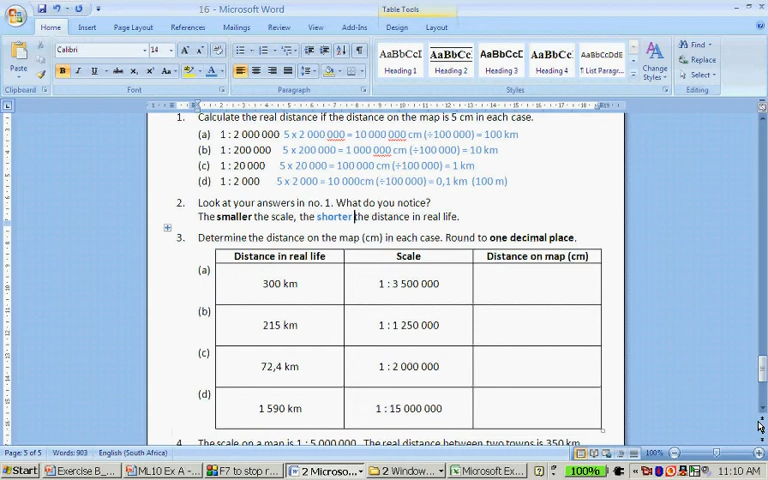 16 - Microsoft Word
Table Tools
Home Insert Page Layout References Mailings Review View Add-Ins Design Layout
Calibri 14
Paste
Clipboard Font Paragraph Styles Editing
AaBbCcI AaBbCc AaBbCcD AaBbCc. AaBbCcDdE
Heading 1 Heading 2 Heading 3 Heading 4 ¶ List Paragr...
Change Styles
Find
Replace
Select
1. Calculate the real distance if the distance on the map is 5 cm in each case.
(a) 1 : 2 000 000 5 x 2 000 000 = 10 000 000 cm (÷100 000) = 100 km
(b) 1 : 200 000 5 x 200 000 = 1 000 000 cm (÷100 000) = 10 km
(c) 1 : 20 000 5 x 20 000 = 100 000 cm (÷100 000) = 1 km
(d) 1 : 2 000 5 x 2 000 = 10 000cm (÷100 000) = 0,1 km (100 m)
2. Look at your answers in no. 1. What do you notice?
The smaller the scale, the shorter the distance in real life.
3. Determine the distance on the map (cm) in each case. Round to one decimal place.
Distance in real life Scale Distance on map (cm)
(a) 300 km 1 : 3 500 000
(b) 215 km 1 : 1 250 000
(c) 72,4 km 1 : 2 000 000
(d) 1 590 km 1 : 15 000 000
4. The scale on a map is 1 : 5 000 000. The real distance between two towns is 350 km.
Page: 5 of 5 Words: 903 English (South Africa) 100%
Start Exercise B_... ML10 Ex A - ... F7 to stop r... 2 Microso... 2 Window... Microsoft Ex... 100% 11:10 AM